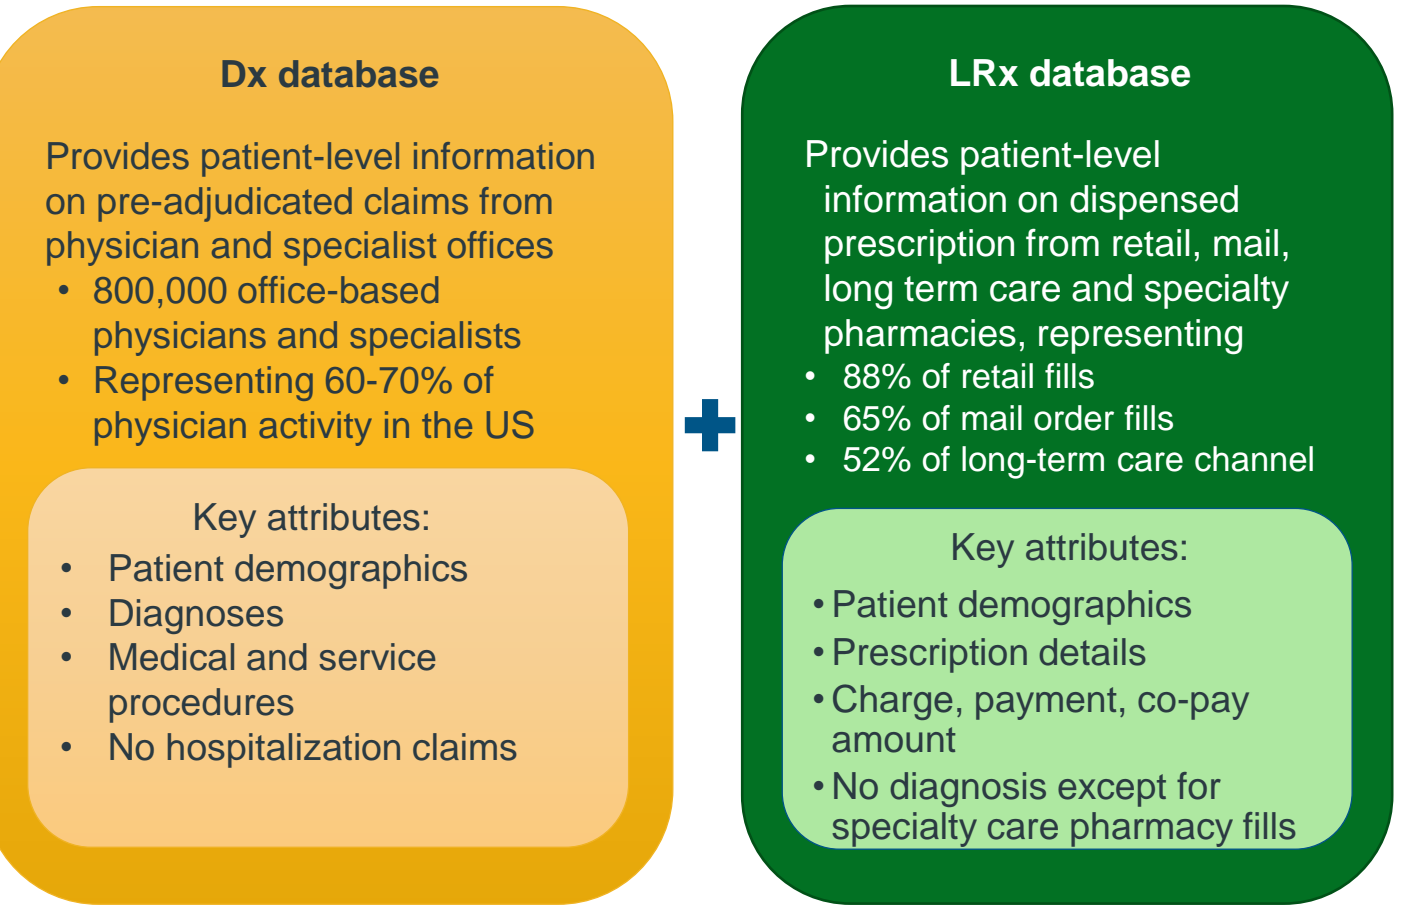 Dx database
Provides patient-level information
on pre-adjudicated claims from
physician and specialist offices
• 800,000 office-based
physicians and specialists
• Representing 60-70% of
physician activity in the US
Key attributes:
• Patient demographics
• Diagnoses
• Medical and service
procedures
• No hospitalization claims
LRx database
Provides patient-level
information on dispensed
prescription from retail, mail,
long term care and specialty
pharmacies, representing
• 88% of retail fills
• 65% of mail order fills
• 52% of long-term care channel
Key attributes:
• Patient demographics
• Prescription details
• Charge, payment, co-pay
amount
• No diagnosis except for
specialty care pharmacy fills